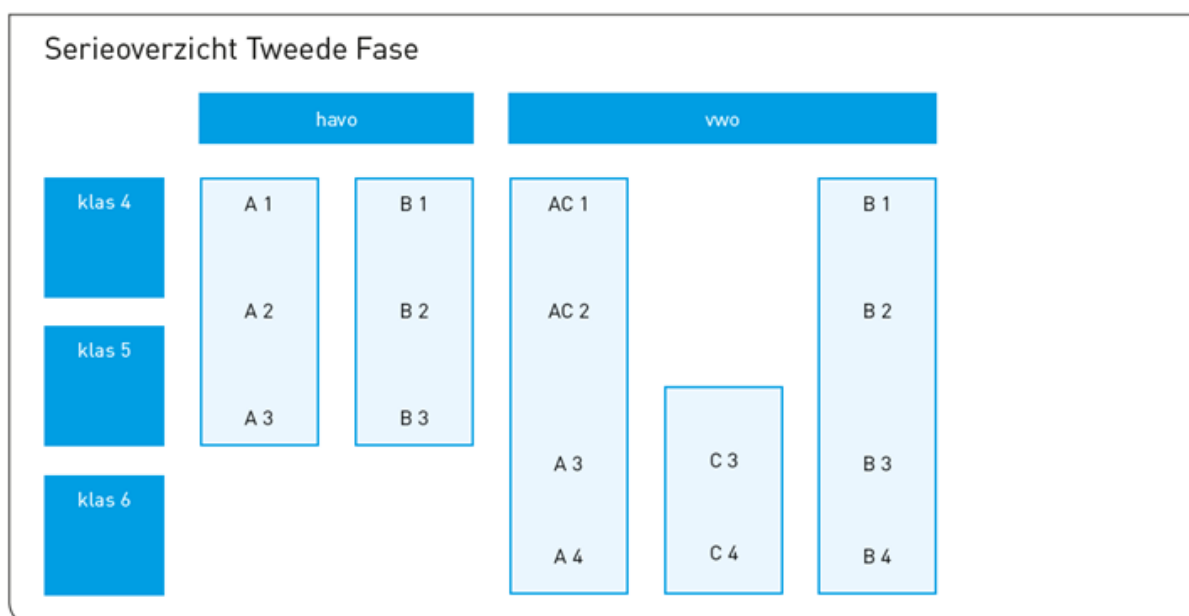 Serieoverzicht Tweede Fase
havo vwo
klas 4 A 1 B 1 AC 1 B 1
A 2 B 2 AC 2 B 2
klas 5
A 3 B 3
A 3 C 3 B 3
klas 6
A 4 C 4 B 4